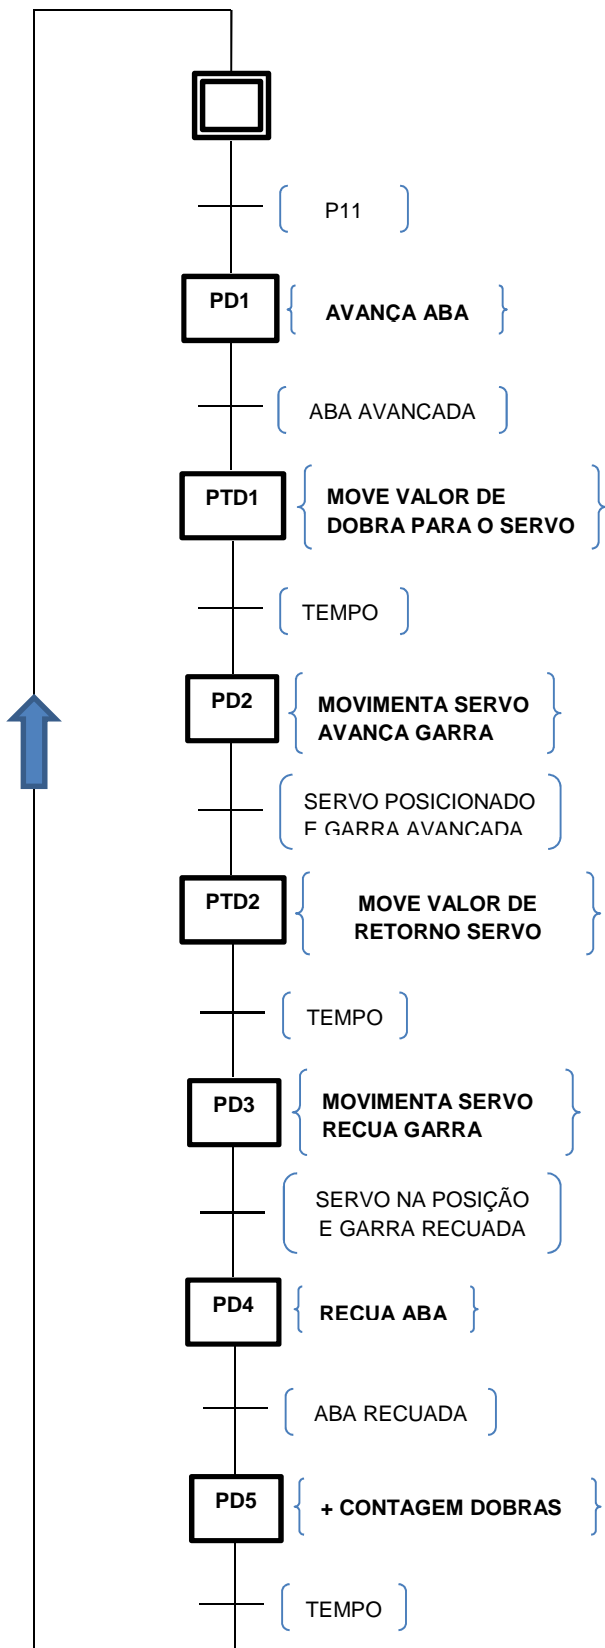 P11
PD1
AVANÇA ABA
ABA AVANCADA
PTD1
MOVE VALOR DE
DOBRA PARA O SERVO
TEMPO
PD2
MOVIMENTA SERVO
AVANCA GARRA
SERVO POSICIONADO
E GARRA AVANCADA
PTD2
MOVE VALOR DE
RETORNO SERVO
TEMPO
PD3
MOVIMENTA SERVO
RECUA GARRA
SERVO NA POSIÇÃO
E GARRA RECUADA
PD4
RECUA ABA
ABA RECUADA
PD5
+ CONTAGEM DOBRAS
TEMPO